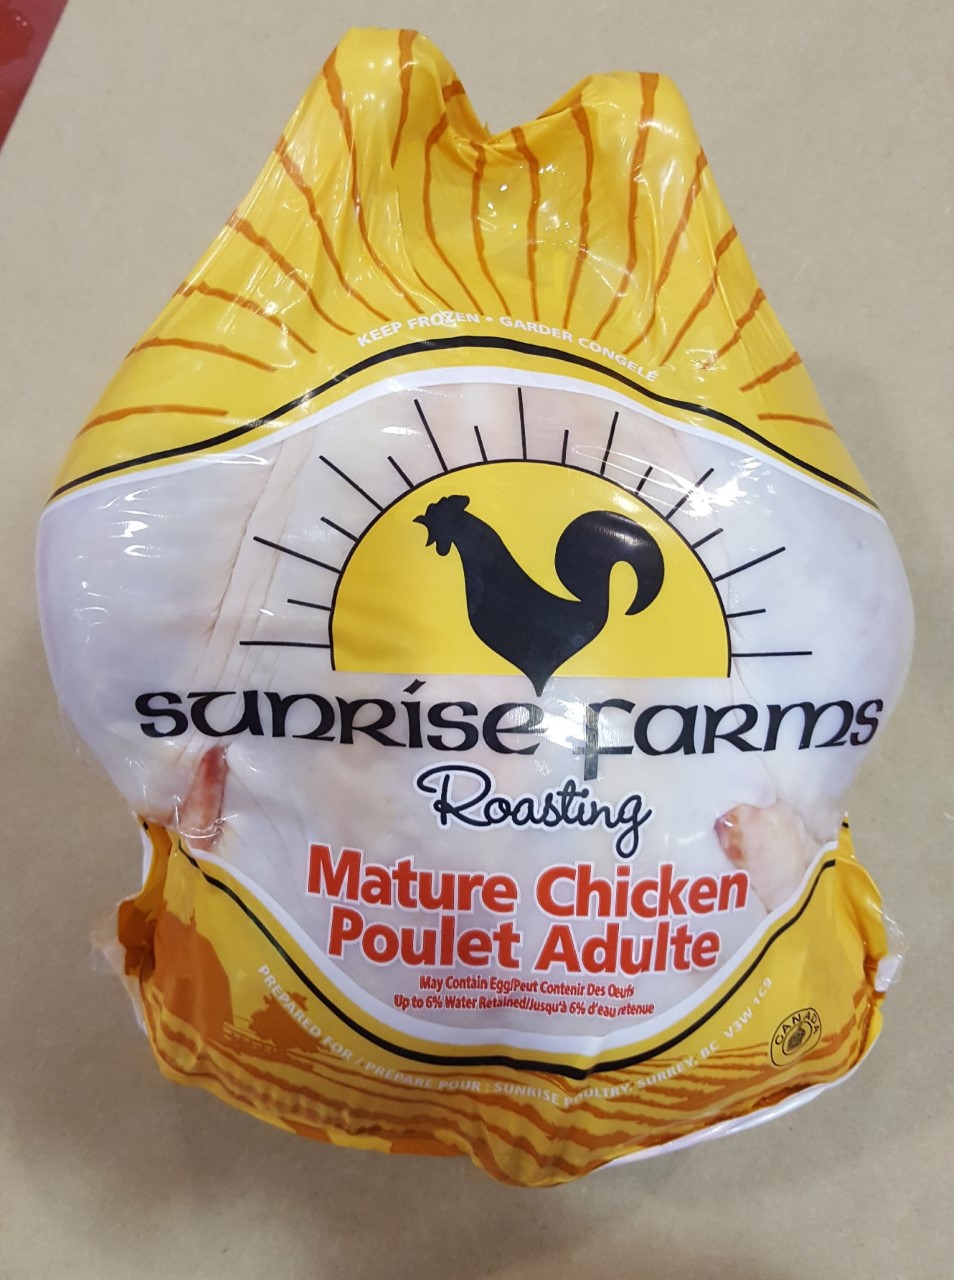 KEEP FROZEN • GARDER CONGELÉ
sunrise farms
Roasting
Mature Chicken
Poulet Adulte
May Contain Egg/Peut Contenir Des Oeufs
Up to 6% Water Retained/Jusqu'à 6% d'eau retenue
PREPARED FOR / PRÉPARÉ POUR : SUNRISE POULTRY, SURREY, BC V3W 1C9
CANADA